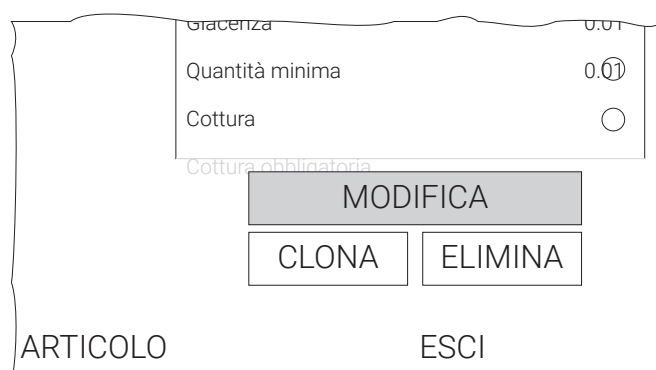 Giacenza 0.01
Quantità minima 0.01
Cottura
Cottura obbligatoria
MODIFICA
CLONA ELIMINA
ARTICOLO ESCI